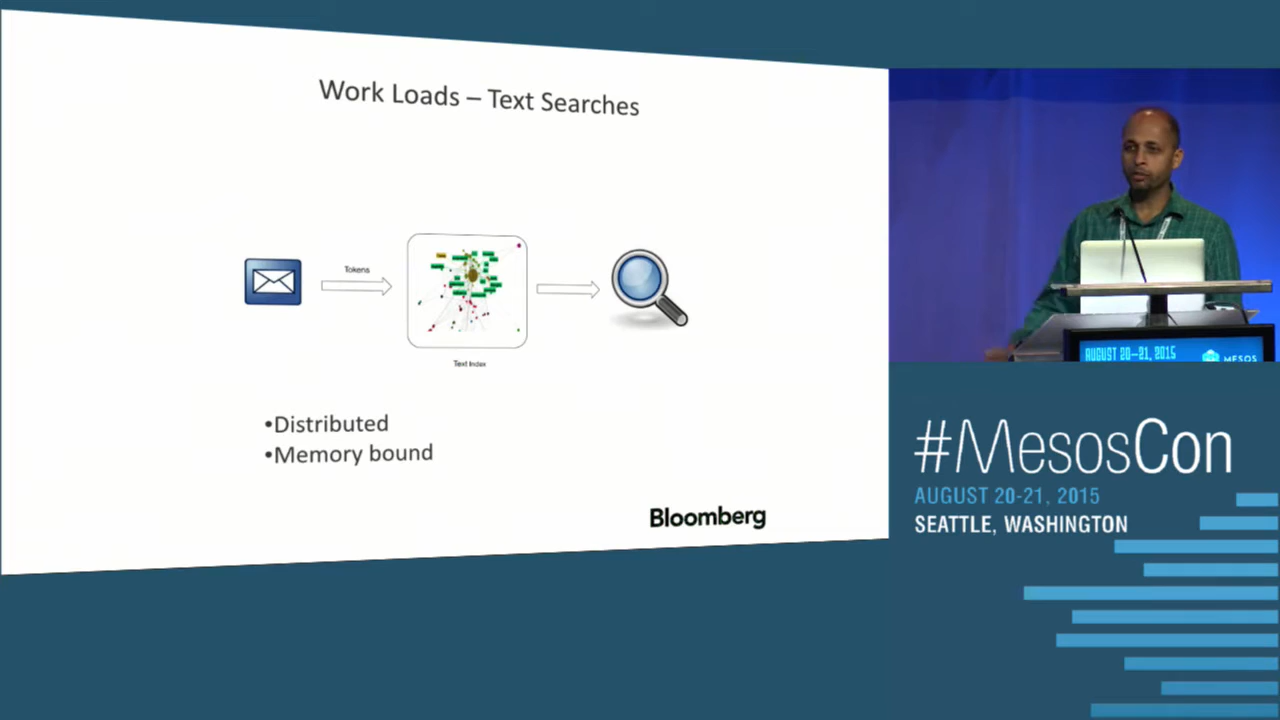 Work Loads – Text Searches
Tokens
Text Index
•Distributed
•Memory bound
Bloomberg
AUGUST 20–21, 2015
MESOS
#MesosCon
AUGUST 20-21, 2015
SEATTLE, WASHINGTON